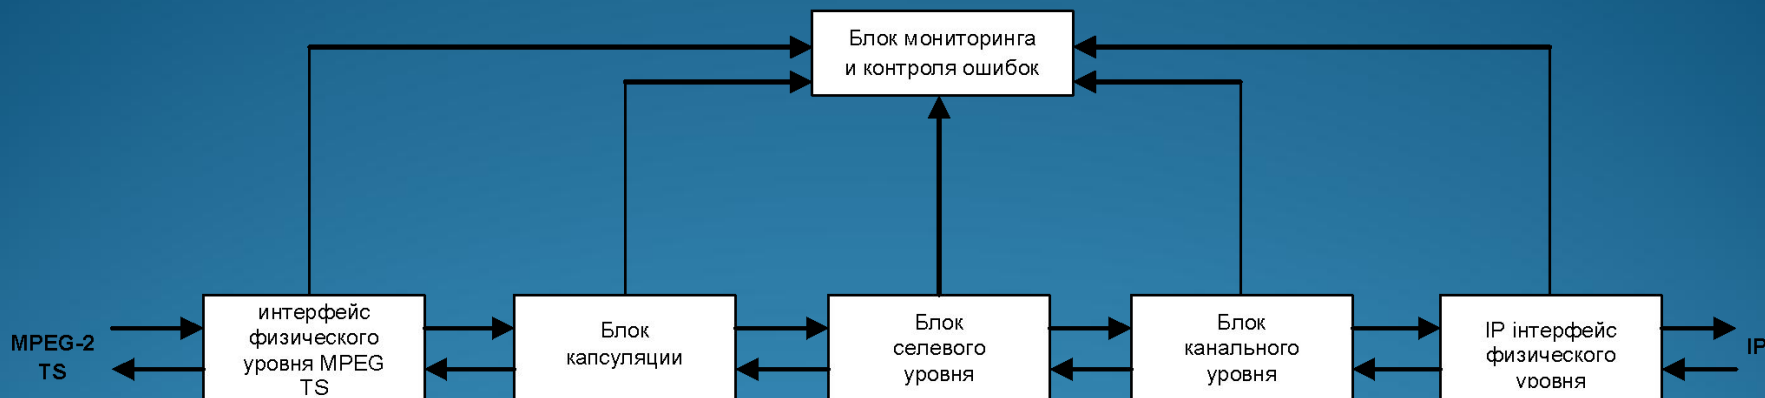 Блок мониторинга
и контроля ошибок
MPEG-2
TS
интерфейс
физического
уровня MPEG
TS
Блок
капсуляции
Блок
селевого
уровня
Блок
канального
уровня
IP інтерфейс
физического
уровня
IP